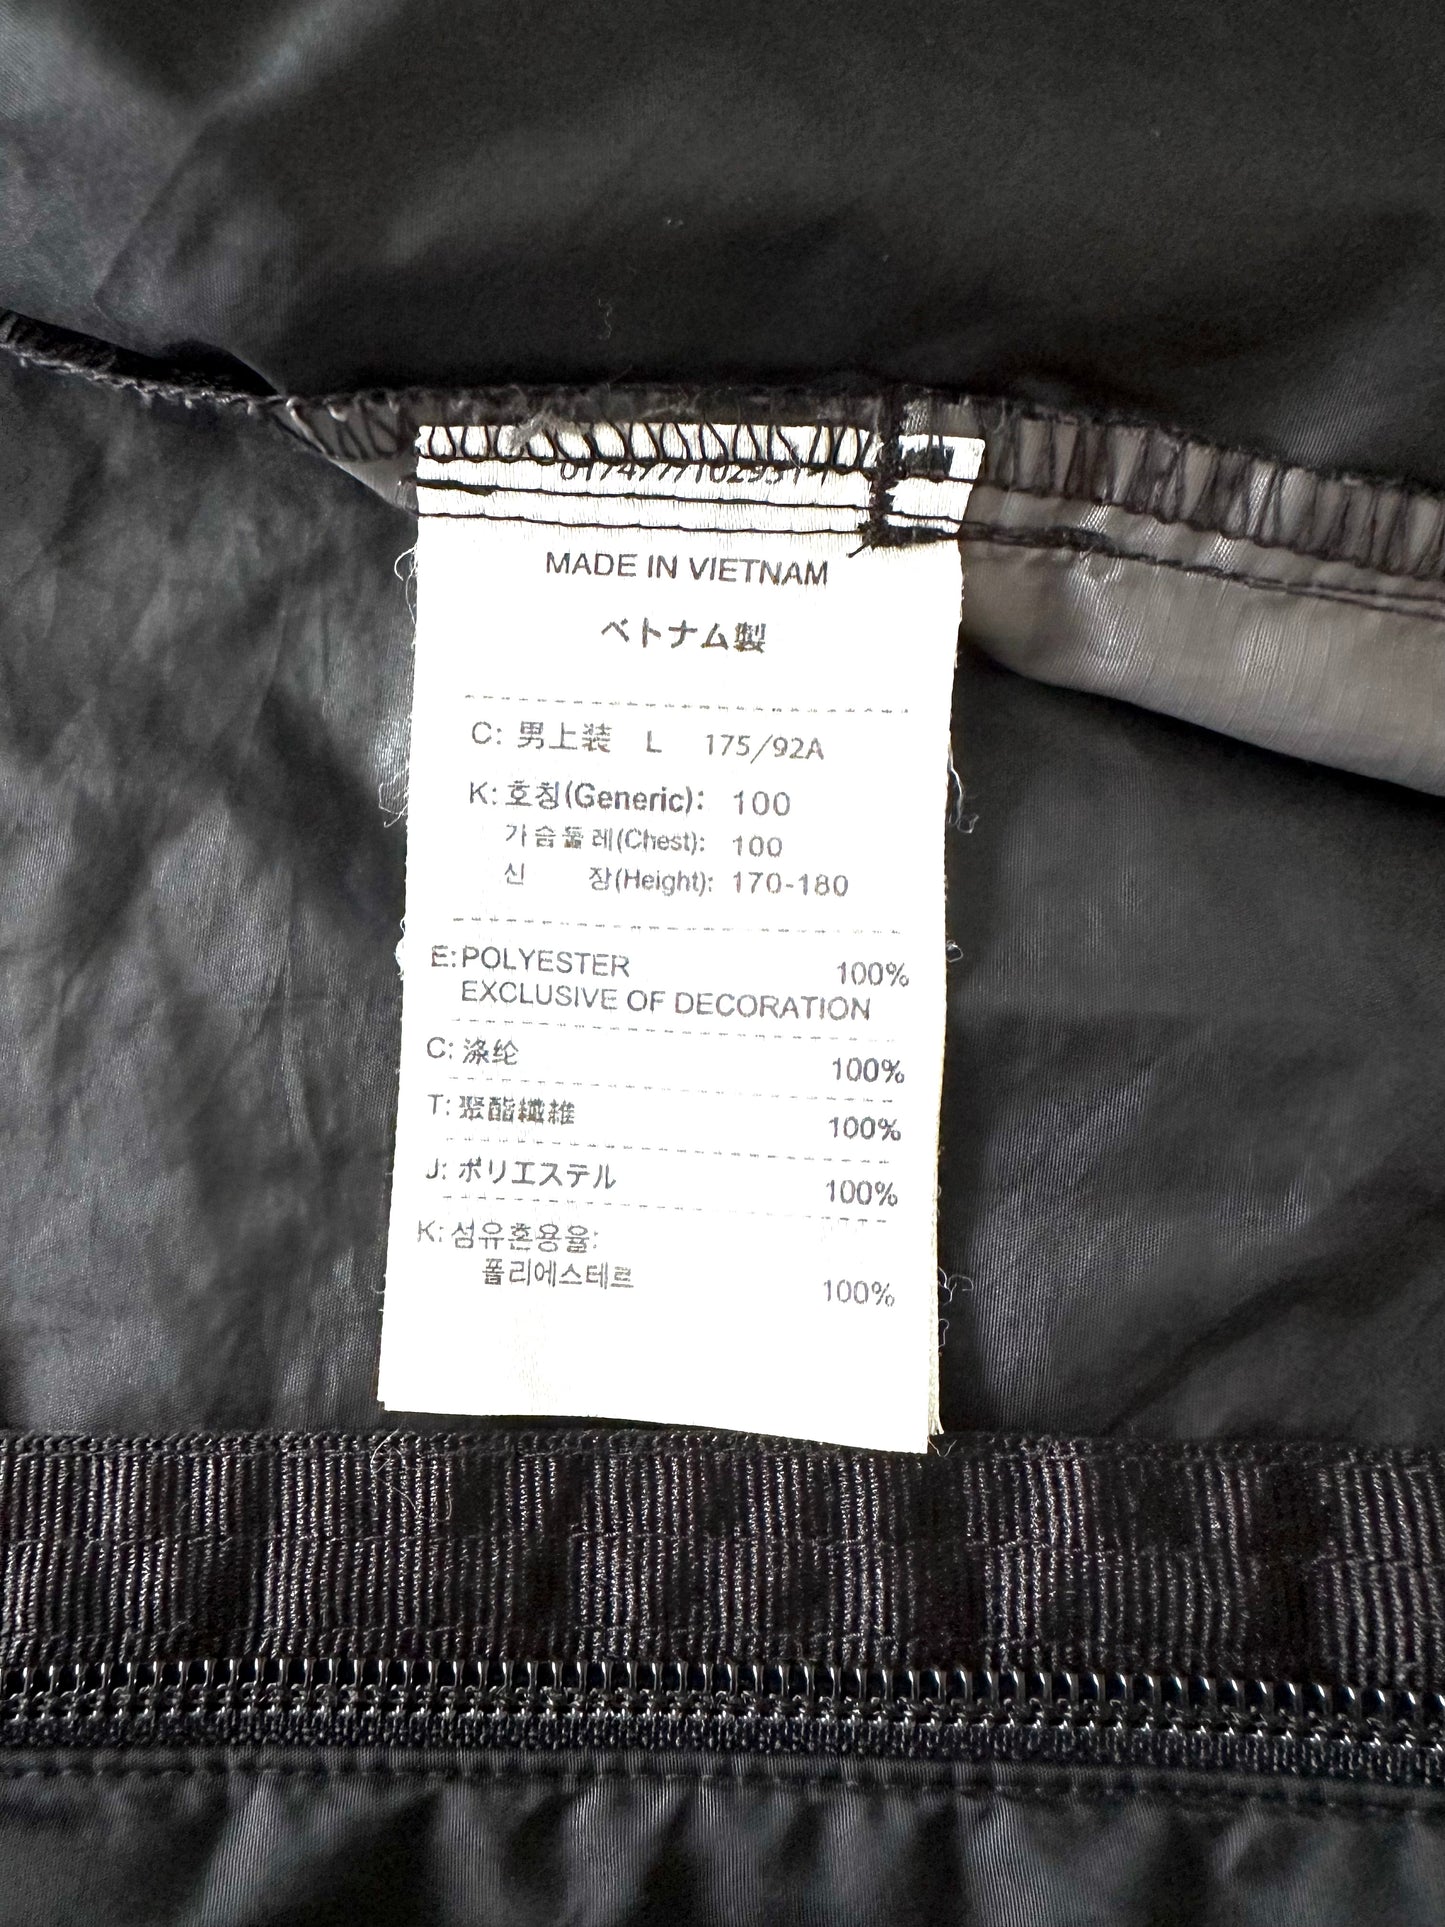 MADE IN VIETNAM
ベトナム製
C: 男上装 L 175/92A
K: 호칭(Generic): 100
가슴둘레(Chest): 100
신 장(Height): 170-180
E:POLYESTER 100%
EXCLUSIVE OF DECORATION
C: 涤纶 100%
T: 聚酯纖維 100%
J: ポリエステル 100%
K: 섬유혼용율:
폴리에스테르 100%